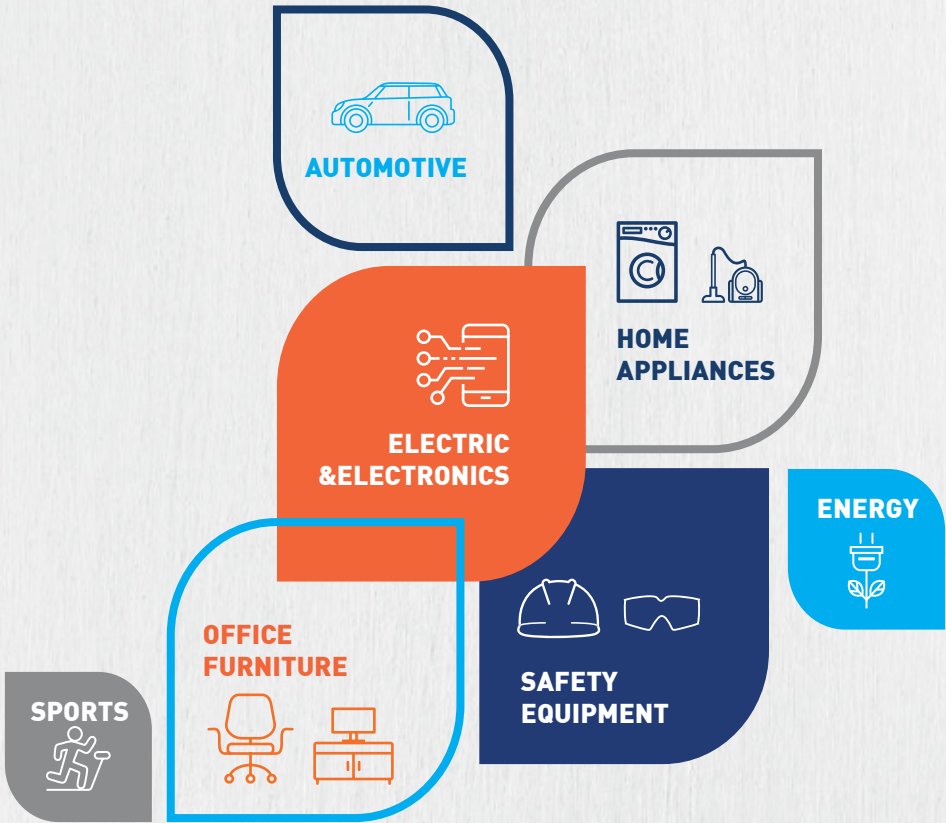 AUTOMOTIVE
HOME
APPLIANCES
ELECTRIC
&ELECTRONICS
ENERGY
OFFICE
FURNITURE
SAFETY
EQUIPMENT
SPORTS